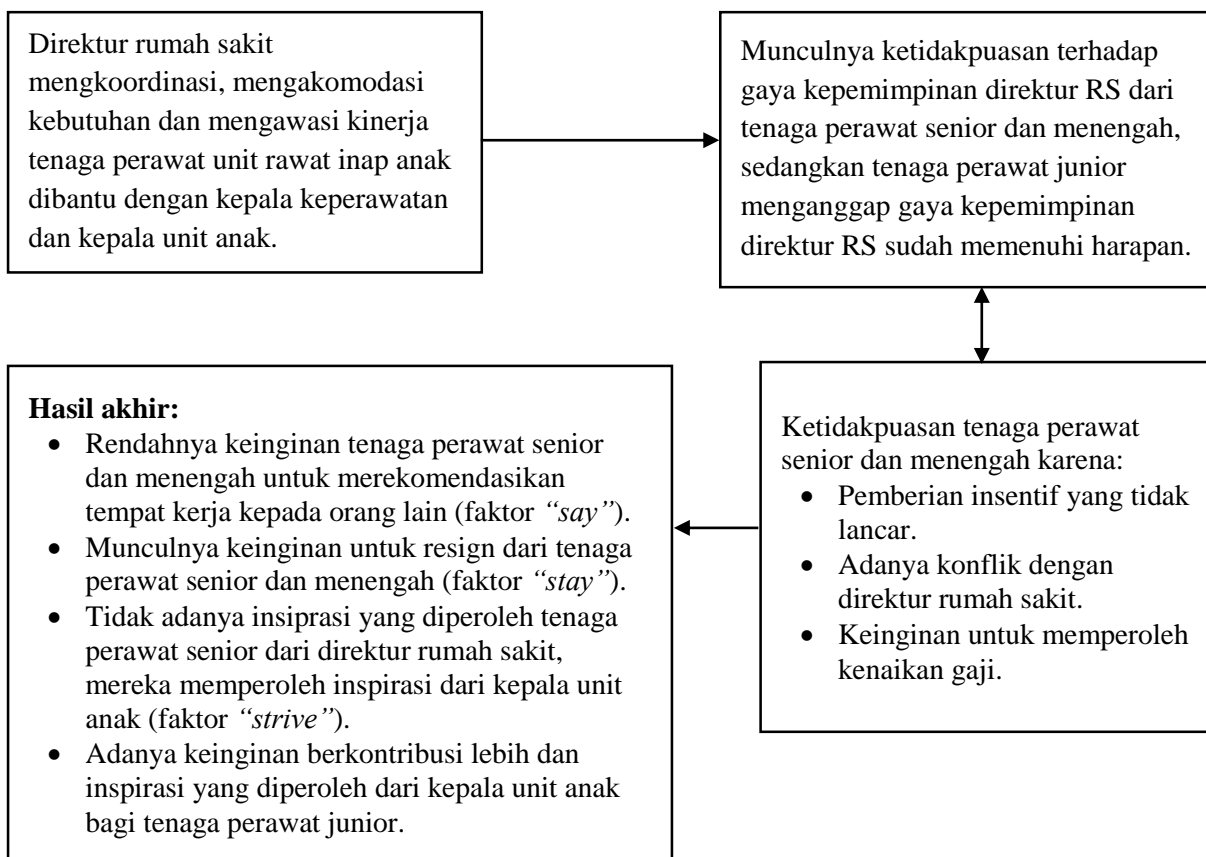 Direktur rumah sakit
mengkoordinasi, mengakomodasi
kebutuhan dan mengawasi kinerja
tenaga perawat unit rawat inap anak
dibantu dengan kepala keperawatan
dan kepala unit anak.
Munculnya ketidakpuasan terhadap
gaya kepemimpinan direktur RS dari
tenaga perawat senior dan menengah,
sedangkan tenaga perawat junior
menganggap gaya kepemimpinan
direktur RS sudah memenuhi harapan.
Ketidakpuasan tenaga perawat
senior dan menengah karena:
• Pemberian insentif yang tidak
lancar.
• Adanya konflik dengan
direktur rumah sakit.
• Keinginan untuk memperoleh
kenaikan gaji.
Hasil akhir:
• Rendahnya keinginan tenaga perawat senior
dan menengah untuk merekomendasikan
tempat kerja kepada orang lain (faktor “say”).
• Munculnya keinginan untuk resign dari tenaga
perawat senior dan menengah (faktor “stay”).
• Tidak adanya insiprasi yang diperoleh tenaga
perawat senior dari direktur rumah sakit,
mereka memperoleh inspirasi dari kepala unit
anak (faktor “strive”).
• Adanya keinginan berkontribusi lebih dan
inspirasi yang diperoleh dari kepala unit anak
bagi tenaga perawat junior.